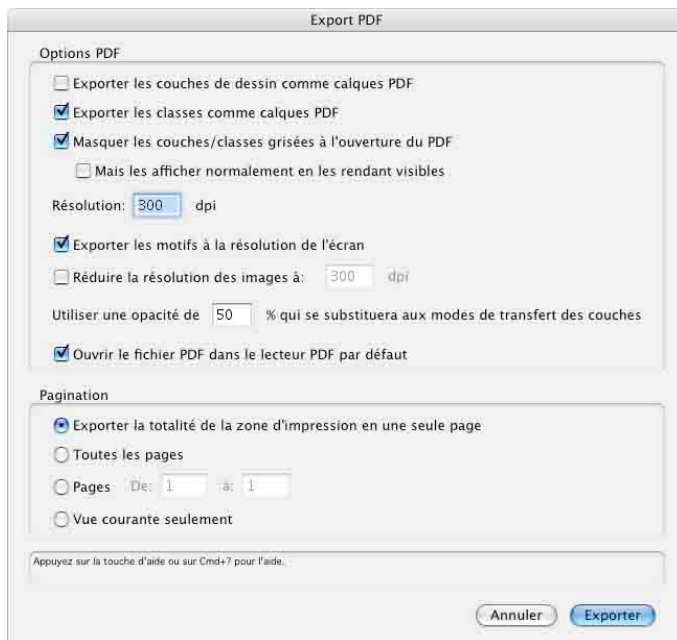 Export PDF
Options PDF
Exporter les couches de dessin comme calques PDF
Exporter les classes comme calques PDF
Masquer les couches/classes grisées à l'ouverture du PDF
Mais les afficher normalement en les rendant visibles
Résolution: 300 dpi
Exporter les motifs à la résolution de l'écran
Réduire la résolution des images à: 300 dpi
Utiliser une opacité de 50 % qui se substituera aux modes de transfert des couches
Ouvrir le fichier PDF dans le lecteur PDF par défaut
Pagination
Exporter la totalité de la zone d'impression en une seule page
Toutes les pages
Pages De: 1 à: 1
Vue courante seulement
Appuyez sur la touche d'aide ou sur Cmd+? pour l'aide.
Annuler Exporter